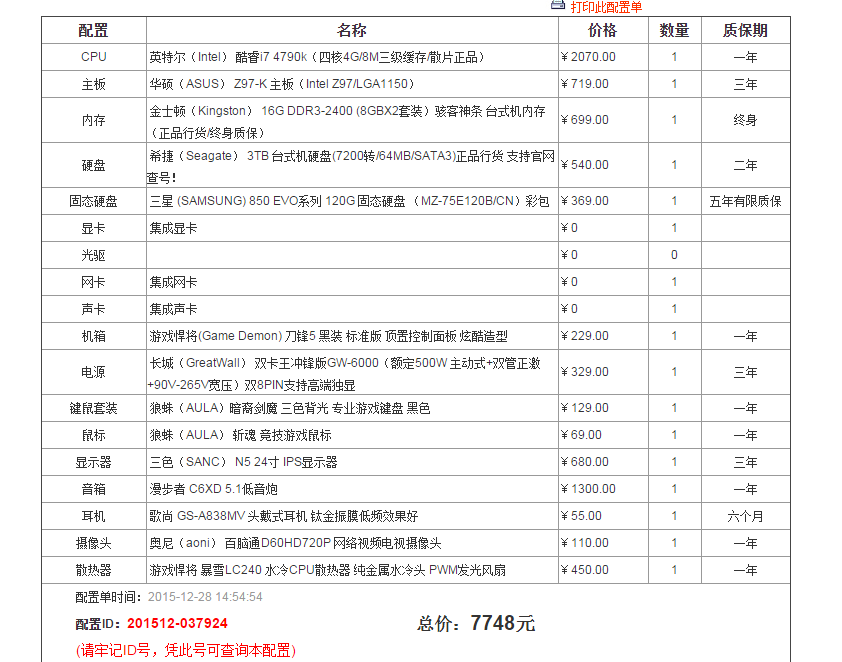 打印此配置单
配置 名称 价格 数量 质保期
CPU 英特尔（Intel） 酷睿i7 4790k（四核4G/8M三级缓存/散片正品） ¥ 2070.00 1 一年
主板 华硕（ASUS） Z97-K 主板（Intel Z97/LGA1150） ¥ 719.00 1 三年
内存 金士顿（Kingston） 16G DDR3-2400 (8GBX2套装）骇客神条 台式机内存（正品行货/终身质保） ¥ 699.00 1 终身
硬盘 希捷（Seagate） 3TB 台式机硬盘(7200转/64MB/SATA3)正品行货 支持官网查号！ ¥ 540.00 1 二年
固态硬盘 三星 (SAMSUNG) 850 EVO系列 120G 固态硬盘 （ MZ-75E120B/CN）彩包 ¥ 369.00 1 五年有限质保
显卡 集成显卡 ¥ 0 1
光驱 ¥ 0 0
网卡 集成网卡 ¥ 0 1
声卡 集成声卡 ¥ 0 1
机箱 游戏悍将(Game Demon) 刀锋5 黑装 标准版 顶置控制面板 炫酷造型 ¥ 229.00 1 一年
电源 长城（GreatWall） 双卡王冲锋版GW-6000（额定500W 主动式+双管正激+90V-265V宽压）双8PIN支持高端独显 ¥ 329.00 1 三年
键鼠套装 狼蛛（AULA）暗裔剑魔 三色背光 专业游戏键盘 黑色 ¥ 129.00 1 一年
鼠标 狼蛛（AULA） 斩魂 竞技游戏鼠标 ¥ 69.00 1 一年
显示器 三色（SANC） N5 24寸 IPS显示器 ¥ 680.00 1 三年
音箱 漫步者 C6XD 5.1低音炮 ¥ 1300.00 1 一年
耳机 歌尚 GS-A838MV 头戴式耳机 钛金振膜低频效果好 ¥ 55.00 1 六个月
摄像头 奥尼（aoni） 百脑通D60HD720P 网络视频电视摄像头 ¥ 110.00 1 一年
散热器 游戏悍将 暴雪LC240 水冷CPU散热器 纯金属水冷头 PWM发光风扇 ¥ 450.00 1 一年
配置单时间：2015-12-28 14:54:54
配置ID：201512-037924 总价：7748元
(请牢记ID号，凭此号可查询本配置)